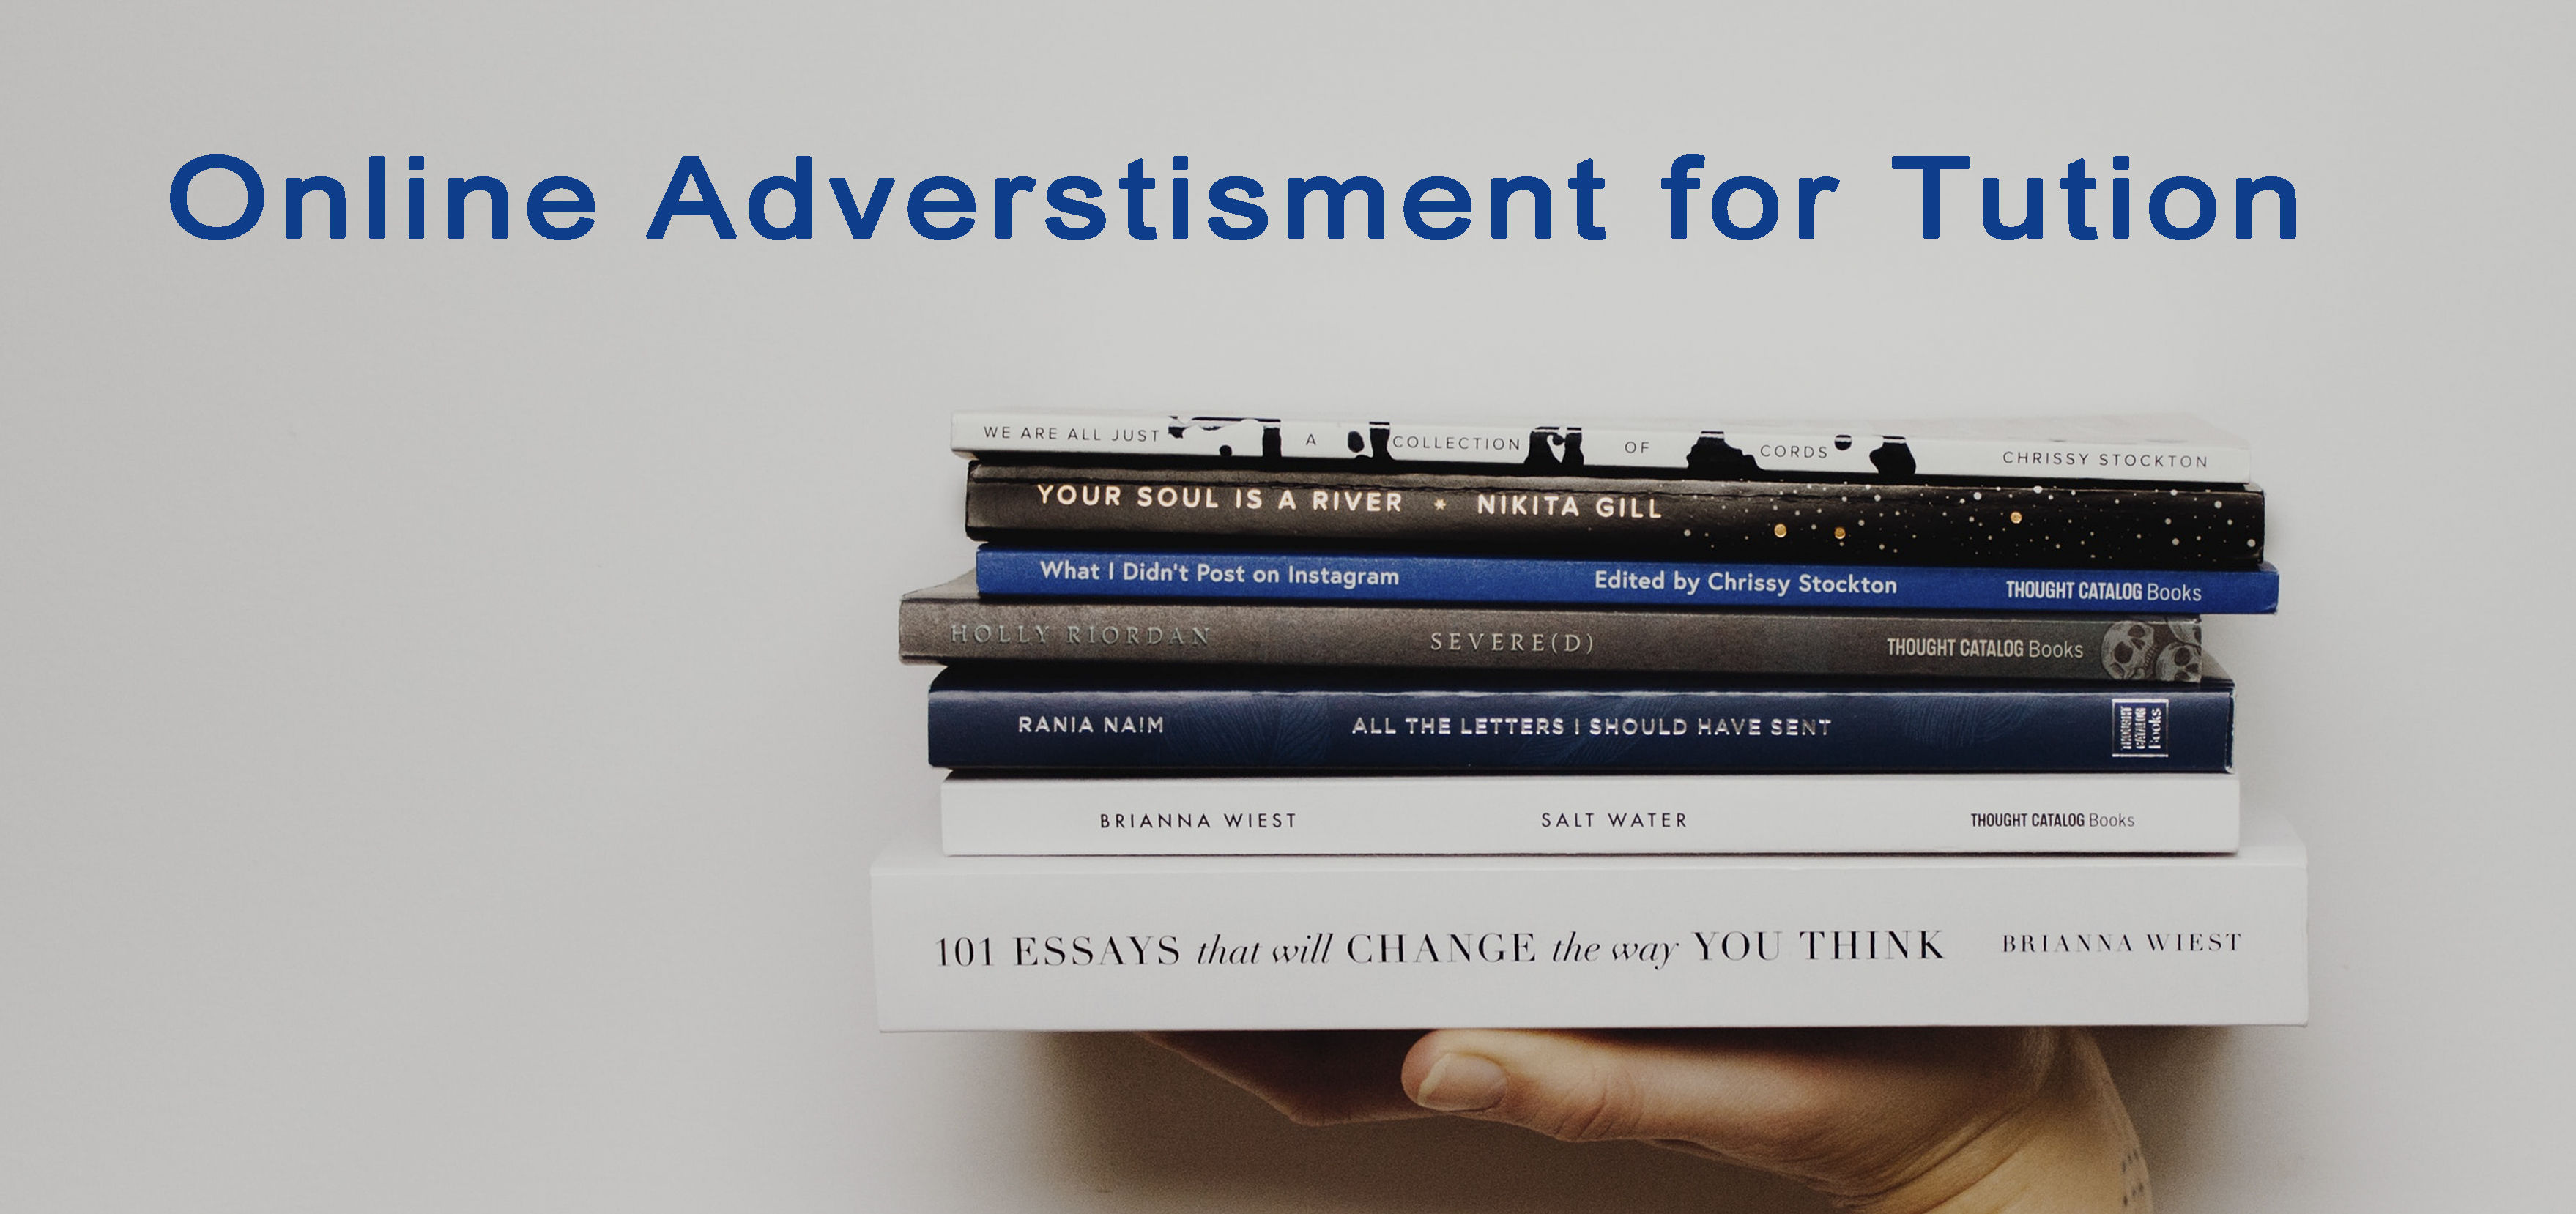 Online Adverstisment for Tution
WE ARE ALL JUST A COLLECTION OF CORDS CHRISSY STOCKTON
YOUR SOUL IS A RIVER * NIKITA GILL
What I Didn't Post on Instagram Edited by Chrissy Stockton THOUGHT CATALOG Books
HOLLY RIORDAN SEVERE(D) THOUGHT CATALOG Books
RANIA NAIM ALL THE LETTERS I SHOULD HAVE SENT THOUGHT CATALOG Books
BRIANNA WIEST SALT WATER THOUGHT CATALOG Books
101 ESSAYS that will CHANGE the way YOU THINK BRIANNA WIEST